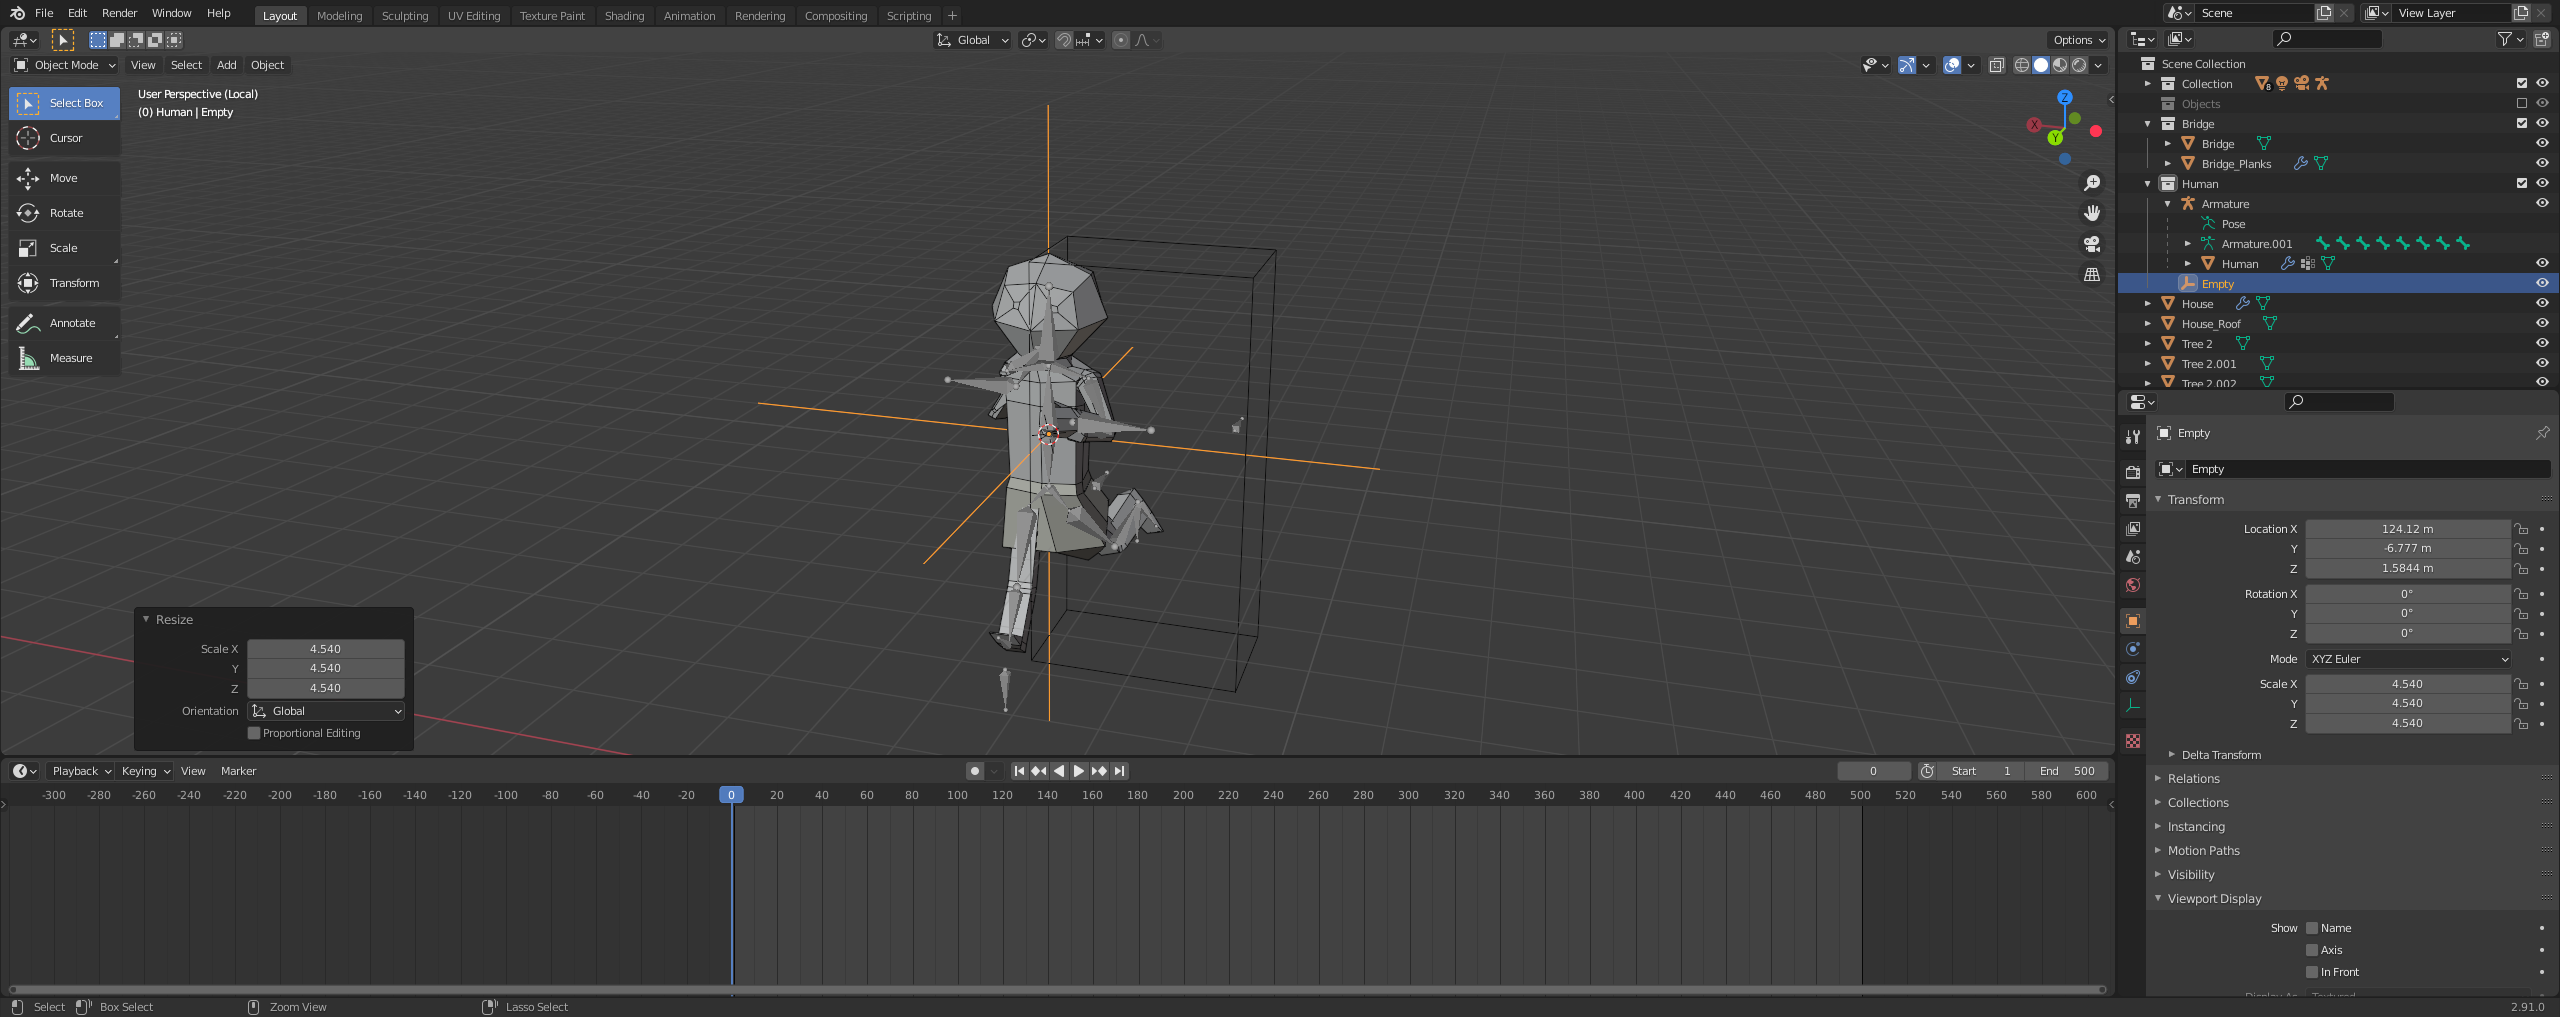 File Edit Render Window Help Layout Modeling Sculpting UV Editing Texture Paint Shading Animation Rendering Compositing Scripting + Scene View Layer
Global Options
Object Mode View Select Add Object
User Perspective (Local)
(0) Human | Empty
Select Box
Cursor
Move
Rotate
Scale
Transform
Annotate
Measure
Z
X
Y
Resize
Scale X 4.540
Y 4.540
Z 4.540
Orientation Global
Proportional Editing
Scene Collection
Collection 8
Objects
Bridge
Bridge
Bridge_Planks
Human
Armature
Pose
Armature.001
Human
Empty
House
House_Roof
Tree 2
Tree 2.001
Tree 2.002
Empty
Empty
Transform
Location X 124.12 m
Y -6.777 m
Z 1.5844 m
Rotation X 0°
Y 0°
Z 0°
Mode XYZ Euler
Scale X 4.540
Y 4.540
Z 4.540
Delta Transform
Relations
Collections
Instancing
Motion Paths
Visibility
Viewport Display
Show Name
Axis
In Front
Display As Textured
Playback Keying View Marker 0 Start 1 End 500
-300 -280 -260 -240 -220 -200 -180 -160 -140 -120 -100 -80 -60 -40 -20 0 20 40 60 80 100 120 140 160 180 200 220 240 260 280 300 320 340 360 380 400 420 440 460 480 500 520 540 560 580 600
Select Box Select Zoom View Lasso Select 2.91.0